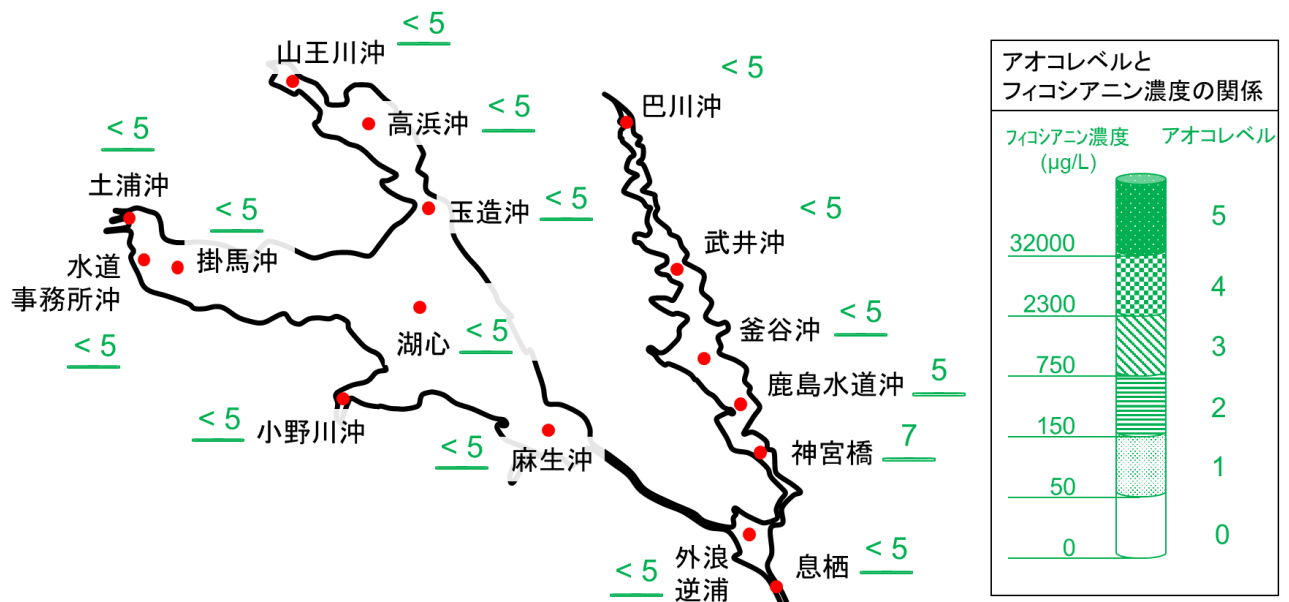 山王川沖
< 5
高浜沖
< 5
土浦沖
< 5
掛馬沖
< 5
玉造沖
< 5
水道
事務所沖
< 5
湖心
< 5
小野川沖
< 5
麻生沖
< 5
巴川沖
< 5
武井沖
< 5
釜谷沖
< 5
鹿島水道沖
5
神宮橋
7
外浪
逆浦
< 5
息栖
< 5
アオコレベルと
フィコシアニン濃度の関係
フィコシアニン濃度
(μg/L)
アオコレベル
5
32000
4
2300
3
750
2
150
1
50
0
0